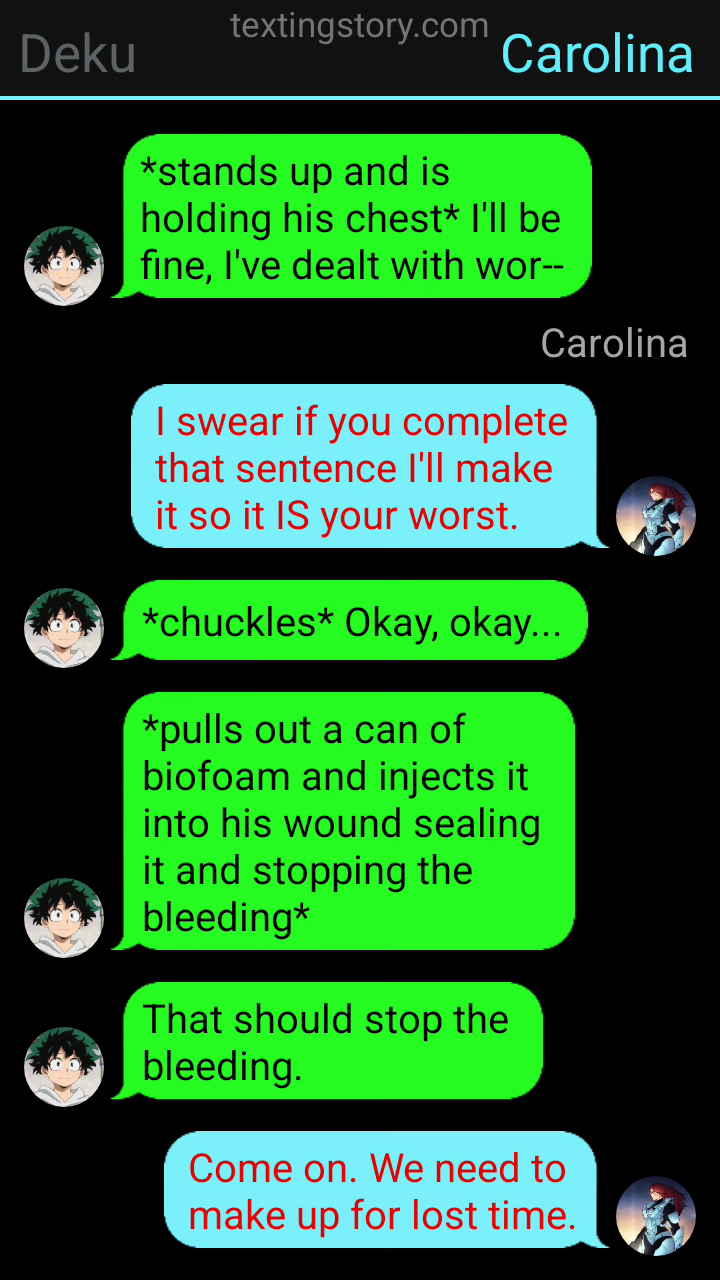 textingstory.com
Deku
Carolina
*stands up and is
holding his chest* I'll be
fine, I've dealt with wor--
Carolina
I swear if you complete
that sentence I'll make
it so it IS your worst.
*chuckles* Okay, okay...
*pulls out a can of
biofoam and injects it
into his wound sealing
it and stopping the
bleeding*
That should stop the
bleeding.
Come on. We need to
make up for lost time.